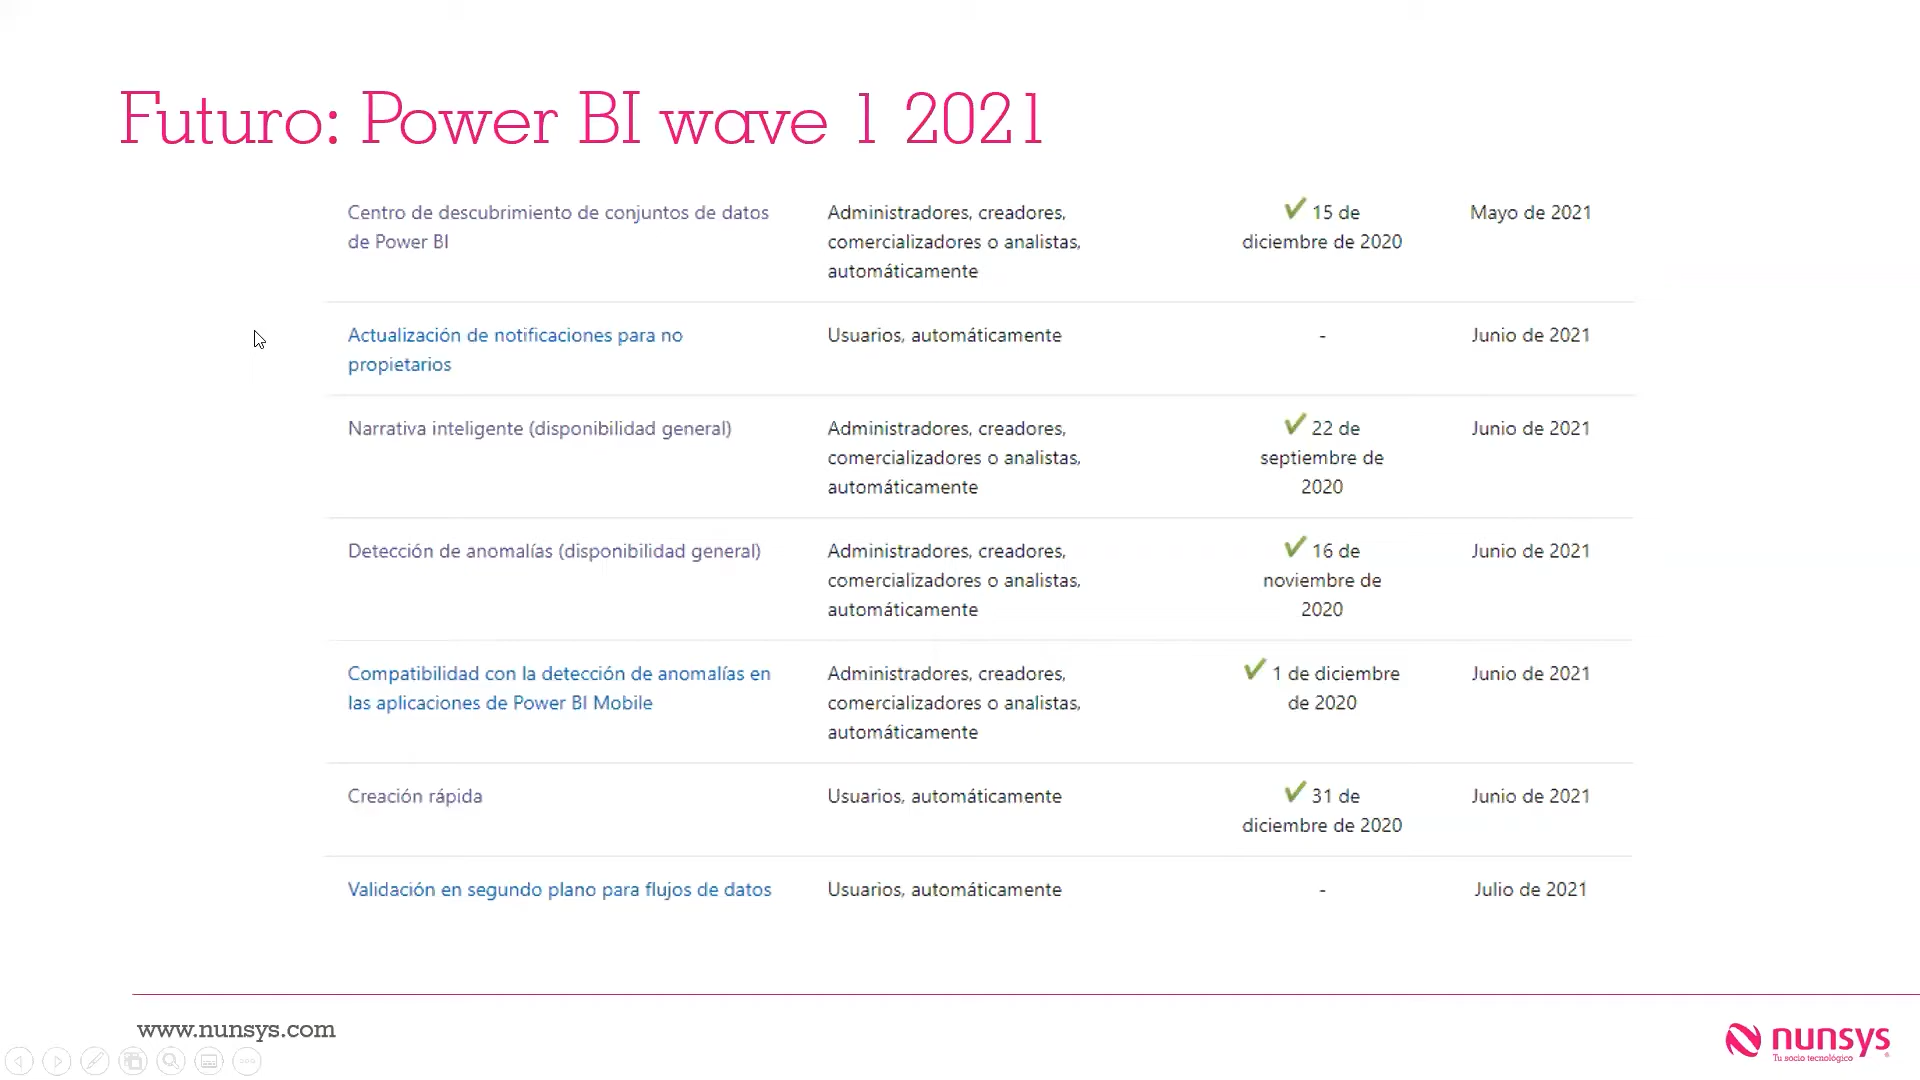 Futuro: Power BI wave 1 2021
Centro de descubrimiento de conjuntos de datos
de Power BI
Administradores, creadores,
comercializadores o analistas,
automáticamente
✔ 15 de
diciembre de 2020
Mayo de 2021
Actualización de notificaciones para no
propietarios
Usuarios, automáticamente
-
Junio de 2021
Narrativa inteligente (disponibilidad general)
Administradores, creadores,
comercializadores o analistas,
automáticamente
✔ 22 de
septiembre de
2020
Junio de 2021
Detección de anomalías (disponibilidad general)
Administradores, creadores,
comercializadores o analistas,
automáticamente
✔ 16 de
noviembre de
2020
Junio de 2021
Compatibilidad con la detección de anomalías en
las aplicaciones de Power BI Mobile
Administradores, creadores,
comercializadores o analistas,
automáticamente
✔ 1 de diciembre
de 2020
Junio de 2021
Creación rápida
Usuarios, automáticamente
✔ 31 de
diciembre de 2020
Junio de 2021
Validación en segundo plano para flujos de datos
Usuarios, automáticamente
-
Julio de 2021
www.nunsys.com
nunsys
Tu socio tecnológico